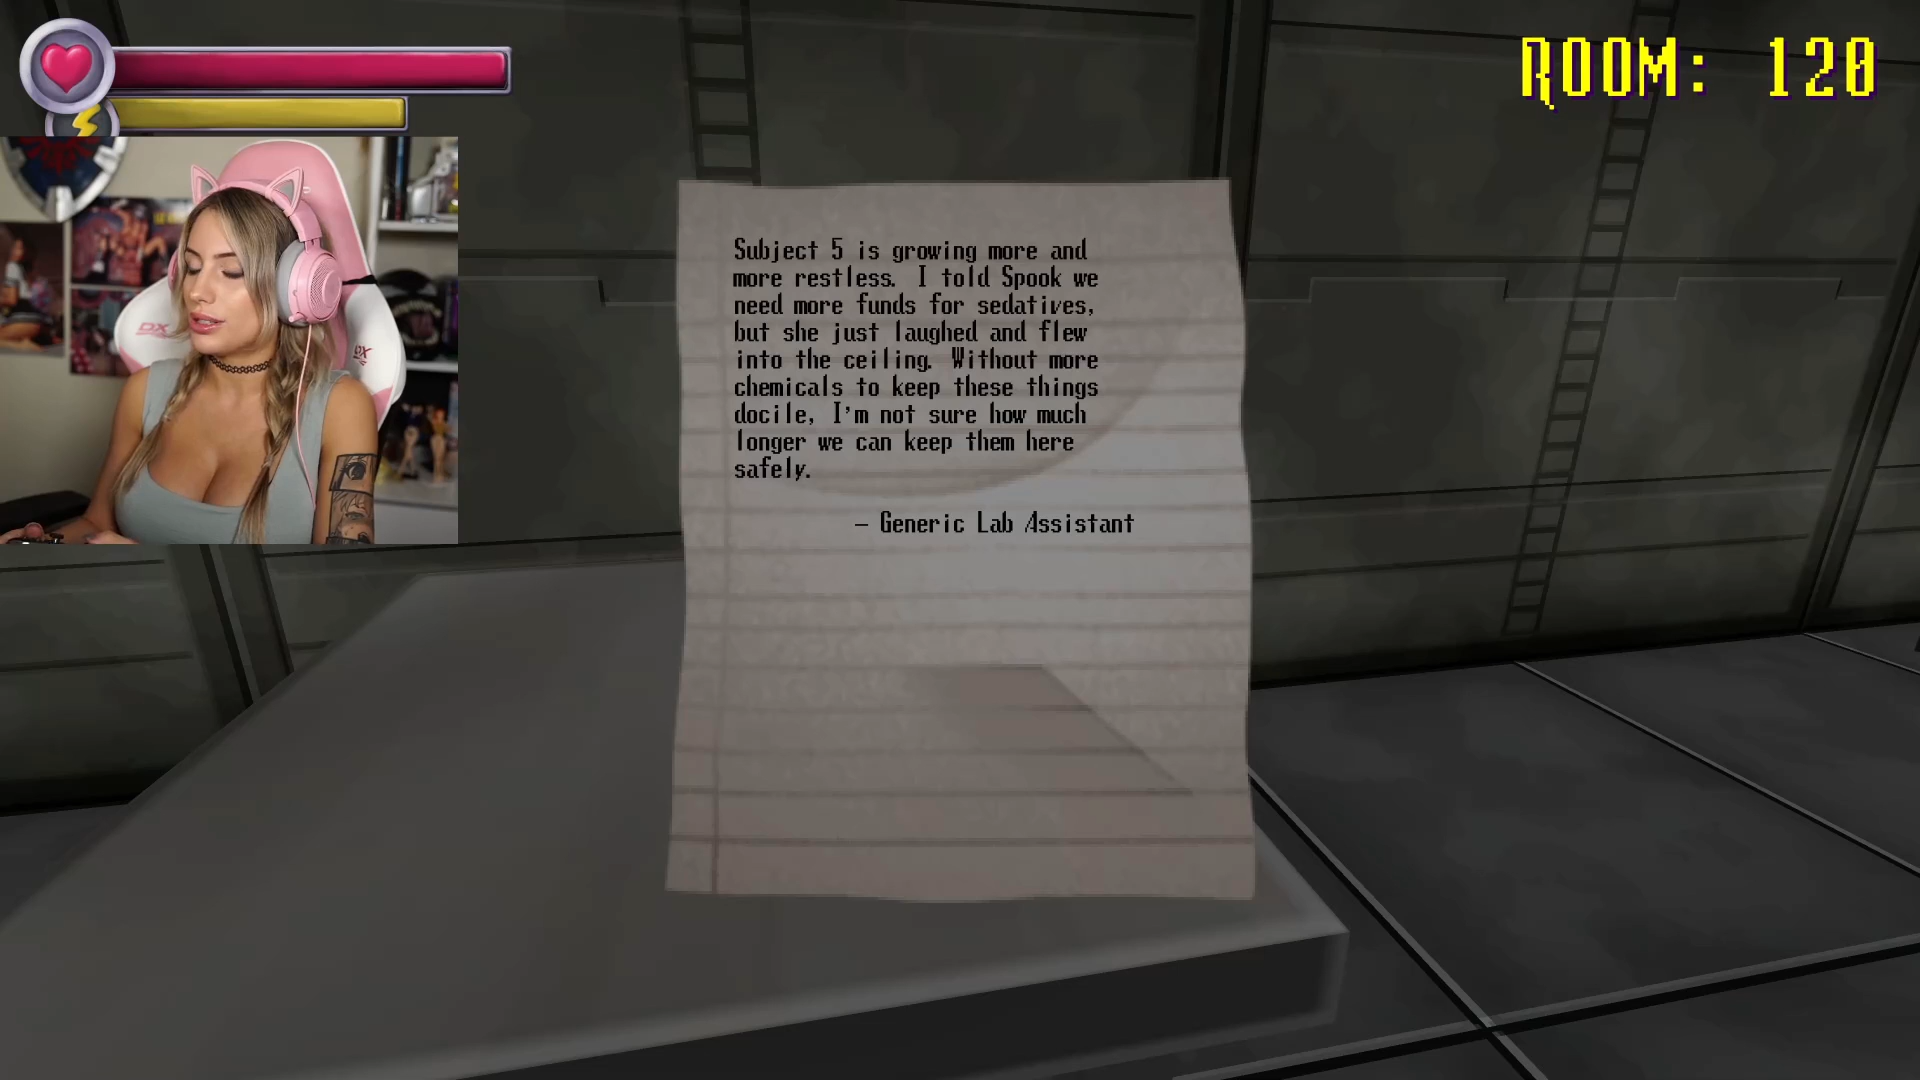 ROOM: 120
Subject 5 is growing more and
more restless. I told Spook we
need more funds for sedatives,
but she just laughed and flew
into the ceiling. Without more
chemicals to keep these things
docile, I'm not sure how much
longer we can keep them here
safely.
– Generic Lab Assistant
DX
DX